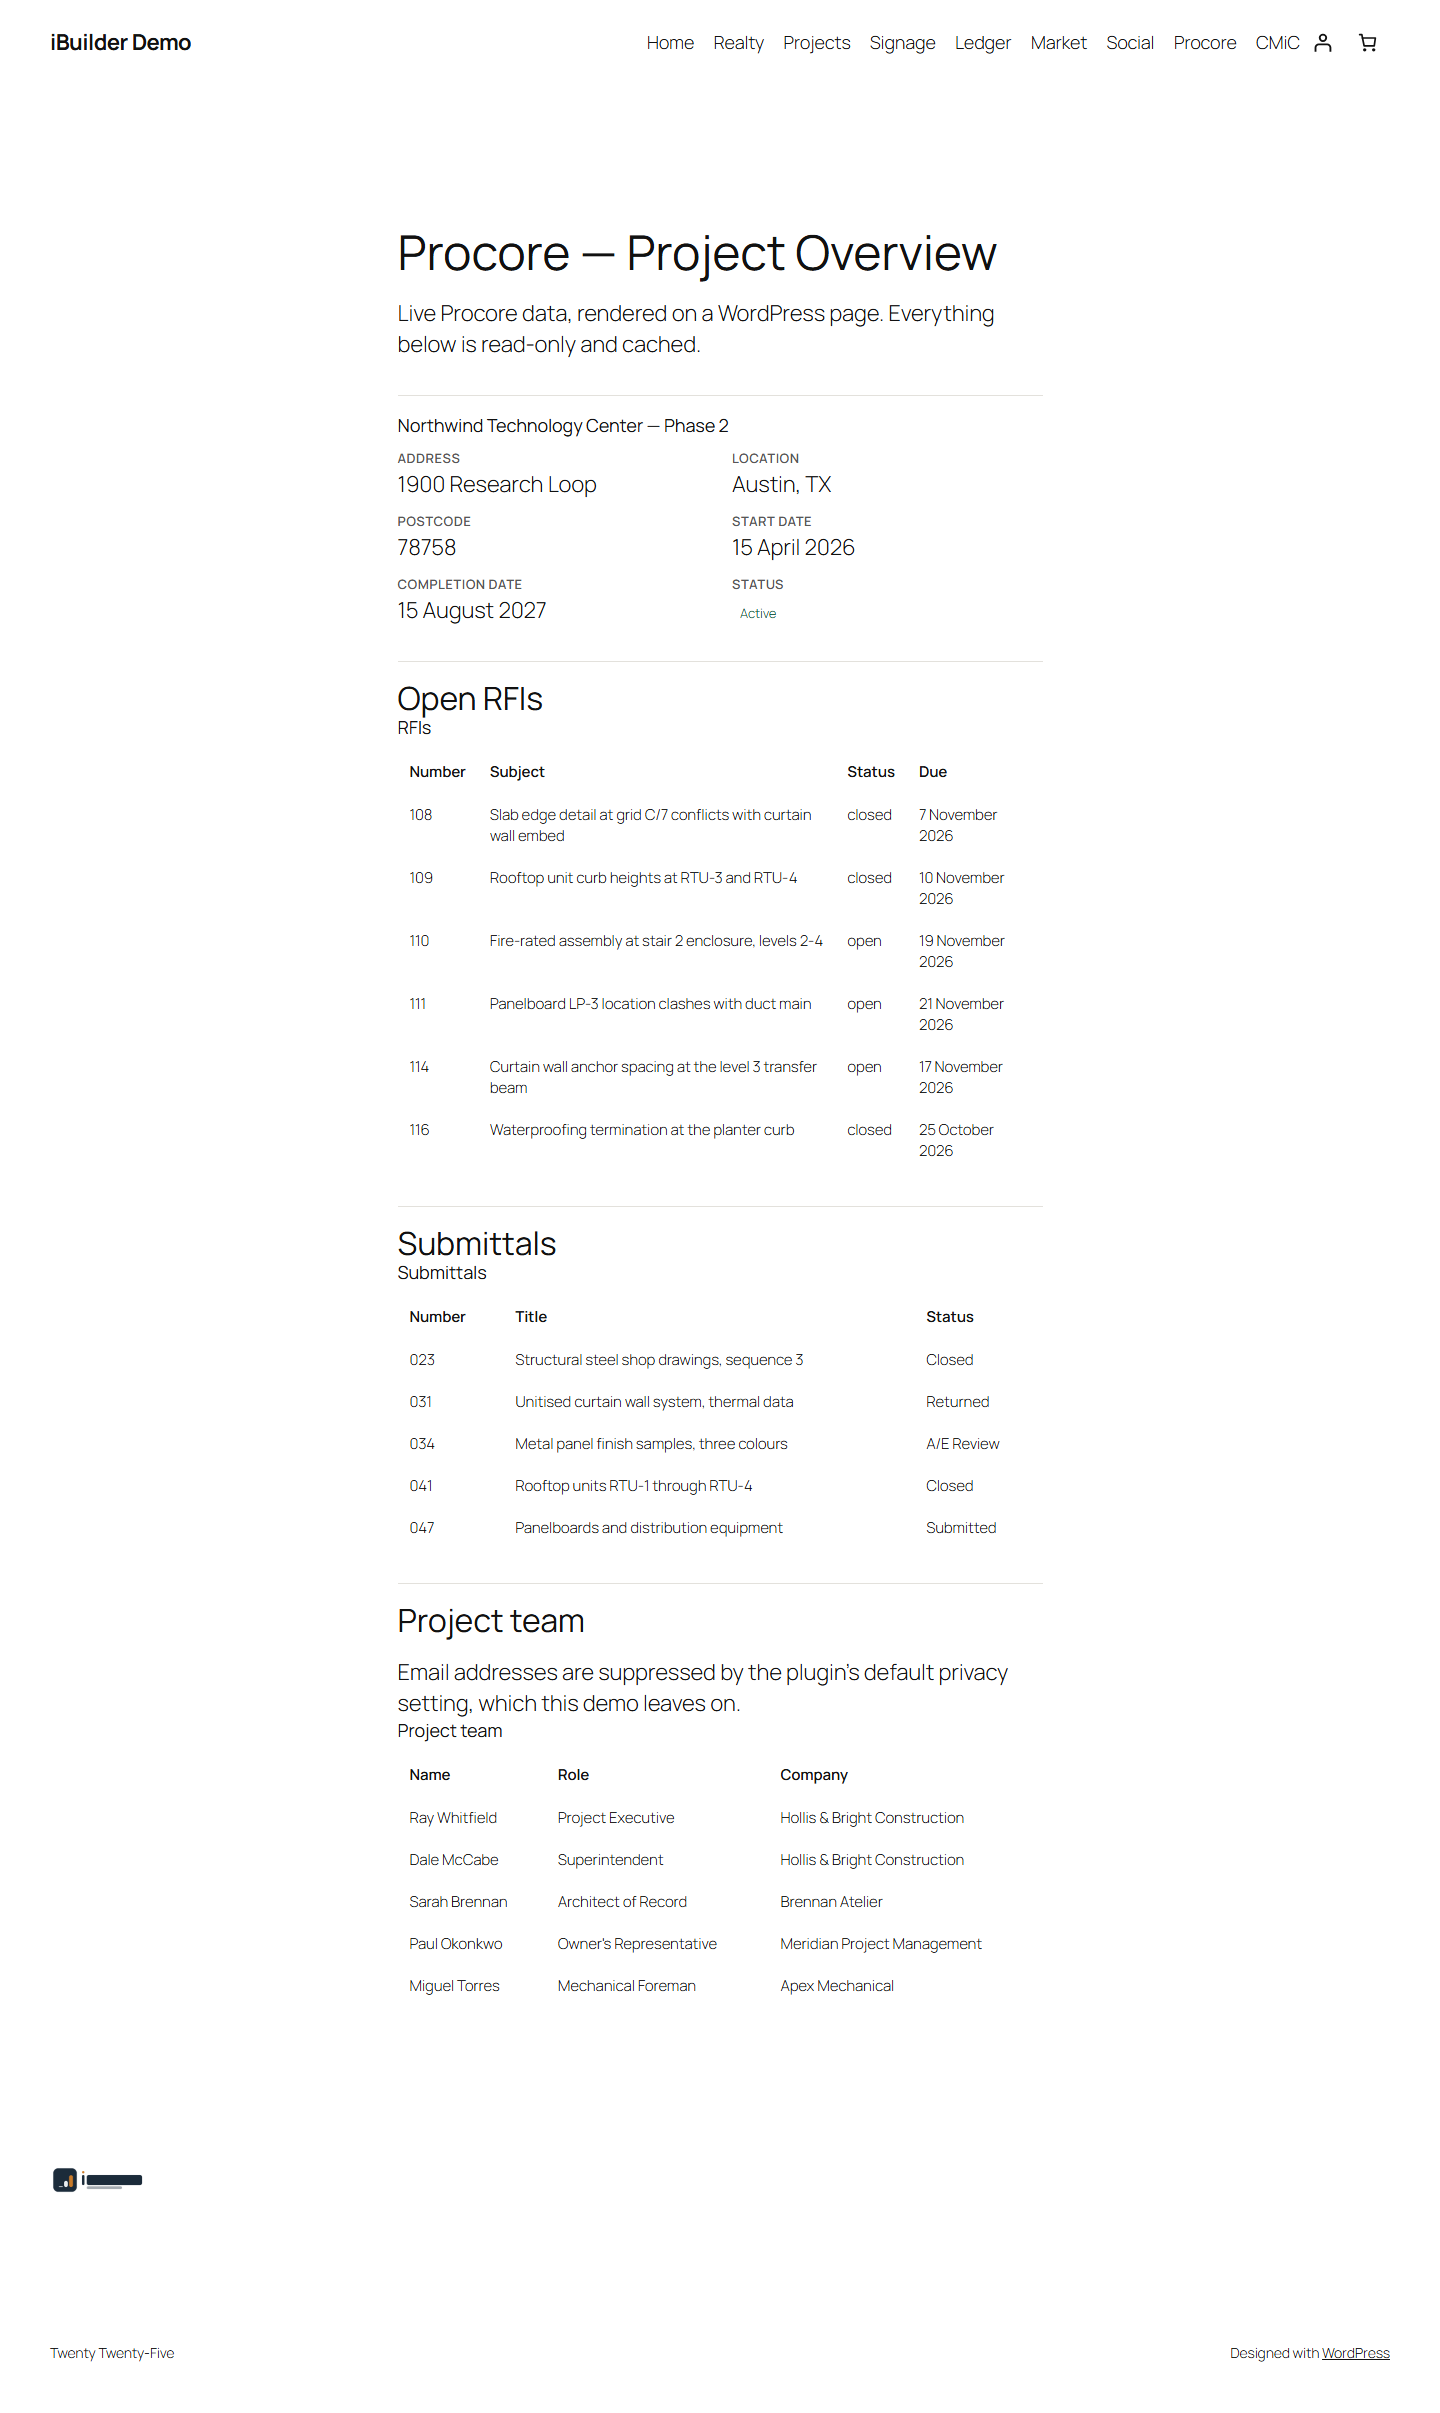 iBuilder Demo
Home Realty Projects Signage Ledger Market Social Procore CMiC
Procore — Project Overview
Live Procore data, rendered on a WordPress page. Everything
below is read-only and cached.
Northwind Technology Center — Phase 2
ADDRESS LOCATION
1900 Research Loop Austin, TX
POSTCODE START DATE
78758 15 April 2026
COMPLETION DATE STATUS
15 August 2027 Active
Open RFIs
RFIs
Number Subject Status Due
108 Slab edge detail at grid C/7 conflicts with curtain closed 7 November
wall embed 2026
109 Rooftop unit curb heights at RTU-3 and RTU-4 closed 10 November
2026
110 Fire-rated assembly at stair 2 enclosure, levels 2-4 open 19 November
2026
111 Panelboard LP-3 location clashes with duct main open 21 November
2026
114 Curtain wall anchor spacing at the level 3 transfer open 17 November
beam 2026
116 Waterproofing termination at the planter curb closed 25 October
2026
Submittals
Submittals
Number Title Status
023 Structural steel shop drawings, sequence 3 Closed
031 Unitised curtain wall system, thermal data Returned
034 Metal panel finish samples, three colours A/E Review
041 Rooftop units RTU-1 through RTU-4 Closed
047 Panelboards and distribution equipment Submitted
Project team
Email addresses are suppressed by the plugin’s default privacy
setting, which this demo leaves on.
Project team
Name Role Company
Ray Whitfield Project Executive Hollis & Bright Construction
Dale McCabe Superintendent Hollis & Bright Construction
Sarah Brennan Architect of Record Brennan Atelier
Paul Okonkwo Owner's Representative Meridian Project Management
Miguel Torres Mechanical Foreman Apex Mechanical
i
Twenty Twenty-Five Designed with WordPress